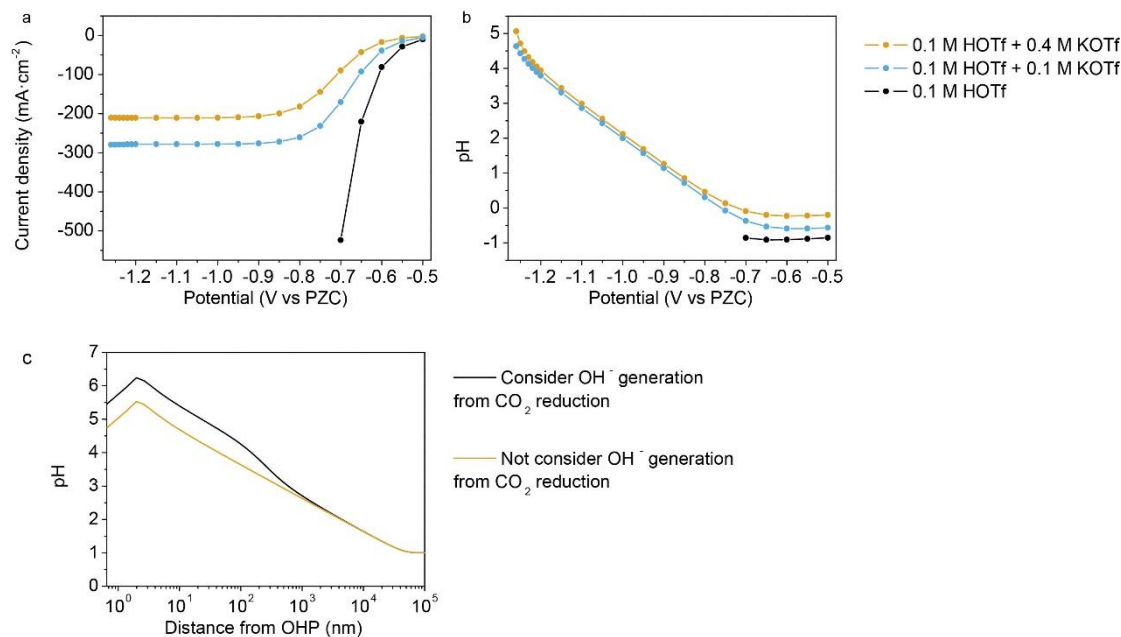 a
0
-100
-200
-300
-400
-500
Current density (mA·cm⁻²)
-1.2 -1.1 -1.0 -0.9 -0.8 -0.7 -0.6 -0.5
Potential (V vs PZC)
b
5
4
3
2
1
0
-1
pH
-1.2 -1.1 -1.0 -0.9 -0.8 -0.7 -0.6 -0.5
Potential (V vs PZC)
0.1 M HOTf + 0.4 M KOTf
0.1 M HOTf + 0.1 M KOTf
0.1 M HOTf
c
7
6
5
4
3
2
1
0
pH
10⁰ 10¹ 10² 10³ 10⁴ 10⁵
Distance from OHP (nm)
Consider OH⁻ generation
from CO₂ reduction
Not consider OH⁻ generation
from CO₂ reduction